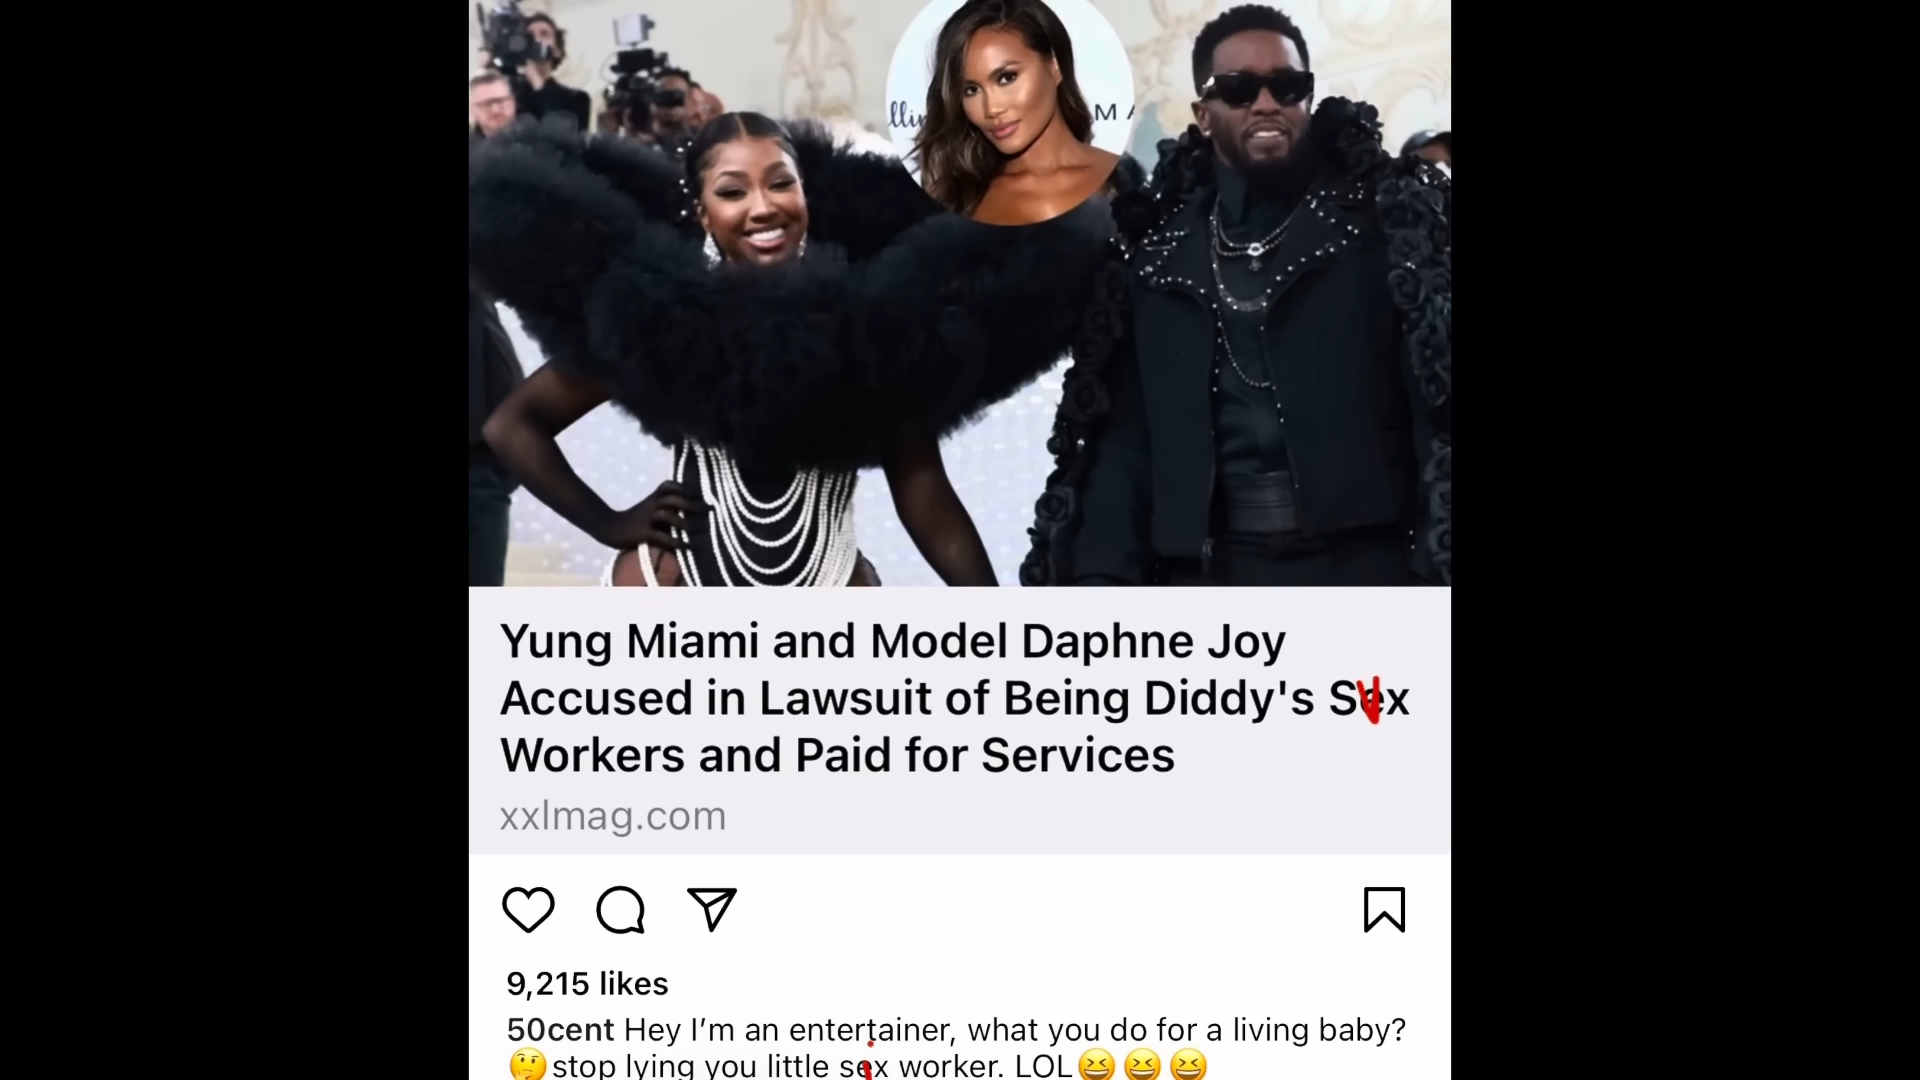 llin
M A
Yung Miami and Model Daphne Joy
Accused in Lawsuit of Being Diddy's Sex
Workers and Paid for Services
xxlmag.com
9,215 likes
50cent Hey I’m an entertainer, what you do for a living baby?
🤔stop lying you little sex worker. LOL😆😆😆